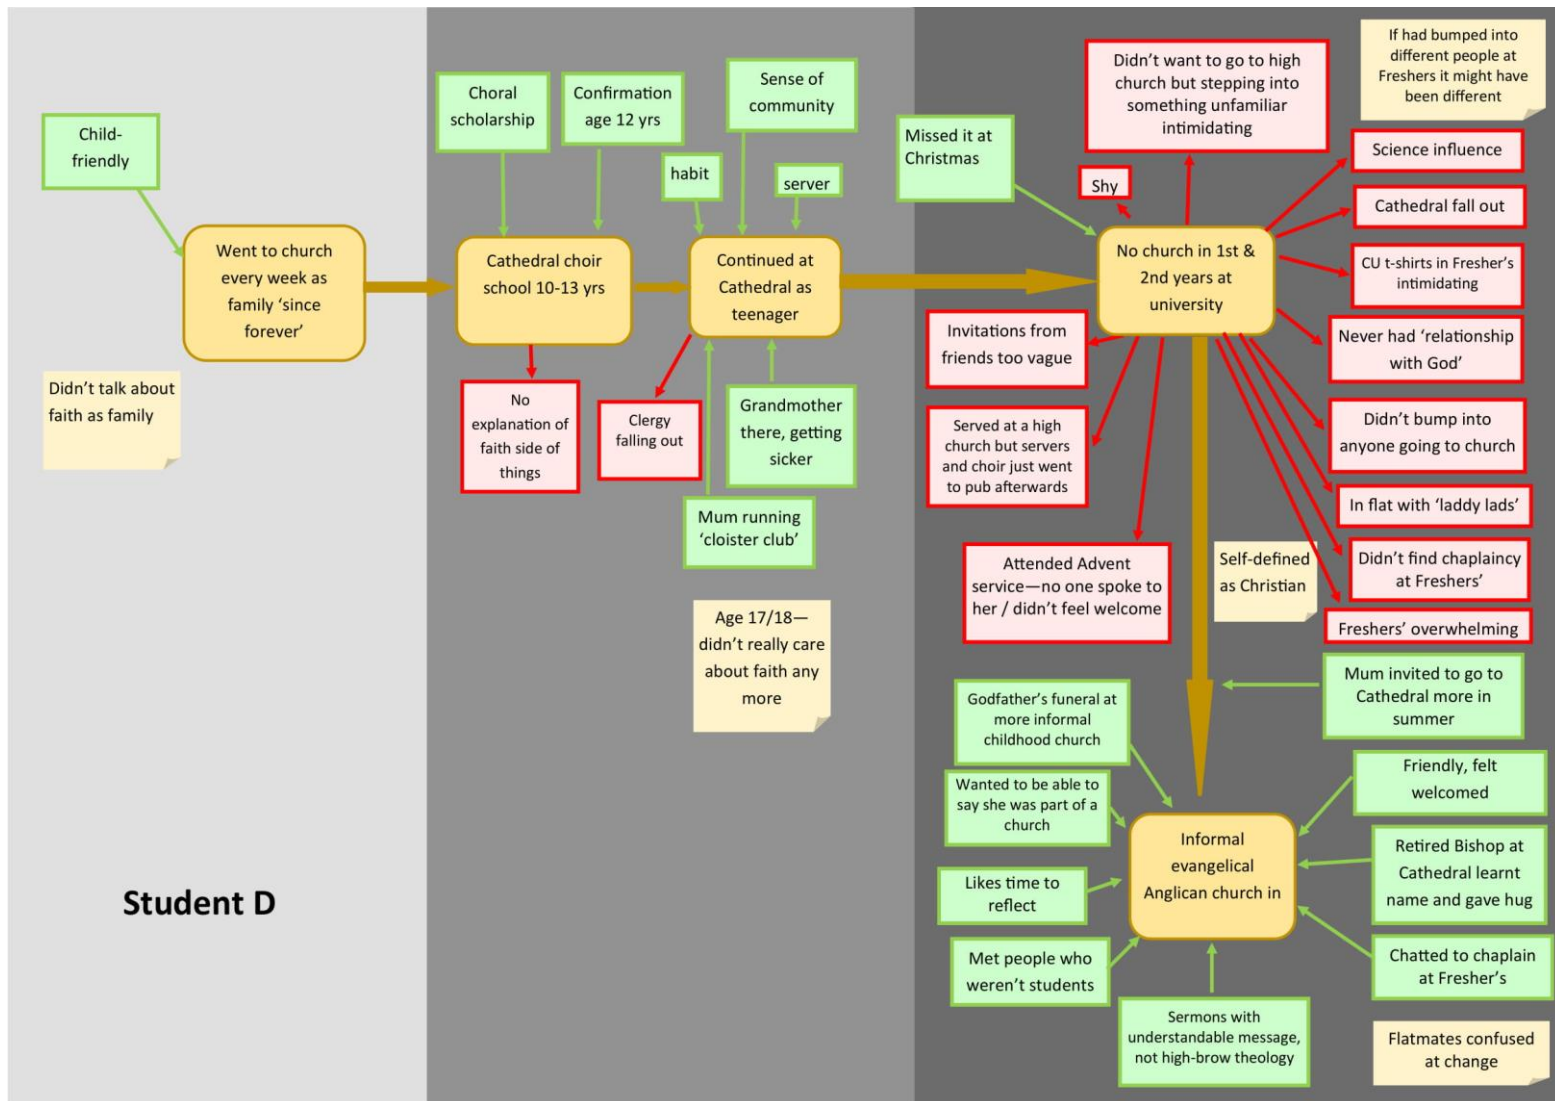 Child-
friendly
Went to church
every week as
family ‘since
forever’
Didn’t talk about
faith as family
Student D
Choral
scholarship
Confirmation
age 12 yrs
Sense of
community
habit
server
Cathedral choir
school 10-13 yrs
Continued at
Cathedral as
teenager
No
explanation of
faith side of
things
Clergy
falling out
Grandmother
there, getting
sicker
Mum running
‘cloister club’
Age 17/18—
didn’t really care
about faith any
more
Missed it at
Christmas
Didn’t want to go to high
church but stepping into
something unfamiliar
intimidating
If had bumped into
different people at
Freshers it might have
been different
Shy
Science influence
Cathedral fall out
No church in 1st &
2nd years at
university
CU t-shirts in Fresher’s
intimidating
Invitations from
friends too vague
Never had ‘relationship
with God’
Served at a high
church but servers
and choir just went
to pub afterwards
Didn’t bump into
anyone going to church
In flat with ‘laddy lads’
Attended Advent
service—no one spoke to
her / didn’t feel welcome
Self-defined
as Christian
Didn’t find chaplaincy
at Freshers’
Freshers’ overwhelming
Mum invited to go to
Cathedral more in
summer
Godfather’s funeral at
more informal
childhood church
Wanted to be able to
say she was part of a
church
Friendly, felt
welcomed
Informal
evangelical
Anglican church in
Retired Bishop at
Cathedral learnt
name and gave hug
Likes time to
reflect
Met people who
weren’t students
Chatted to chaplain
at Fresher’s
Sermons with
understandable message,
not high-brow theology
Flatmates confused
at change